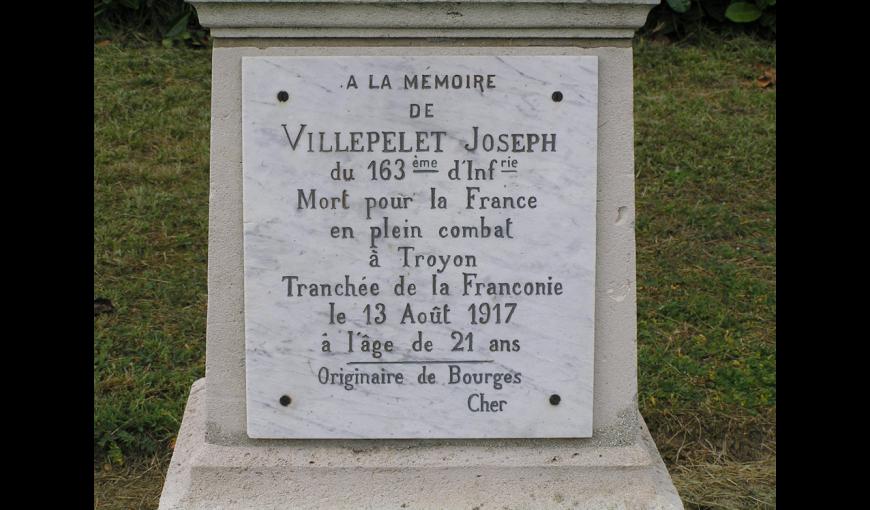 A LA MÉMOIRE
DE
VILLEPELET JOSEPH
du 163ème d'Infrie
Mort pour la France
en plein combat
à Troyon
Tranchée de la Franconie
le 13 Août 1917
à l'âge de 21 ans
Originaire de Bourges
Cher